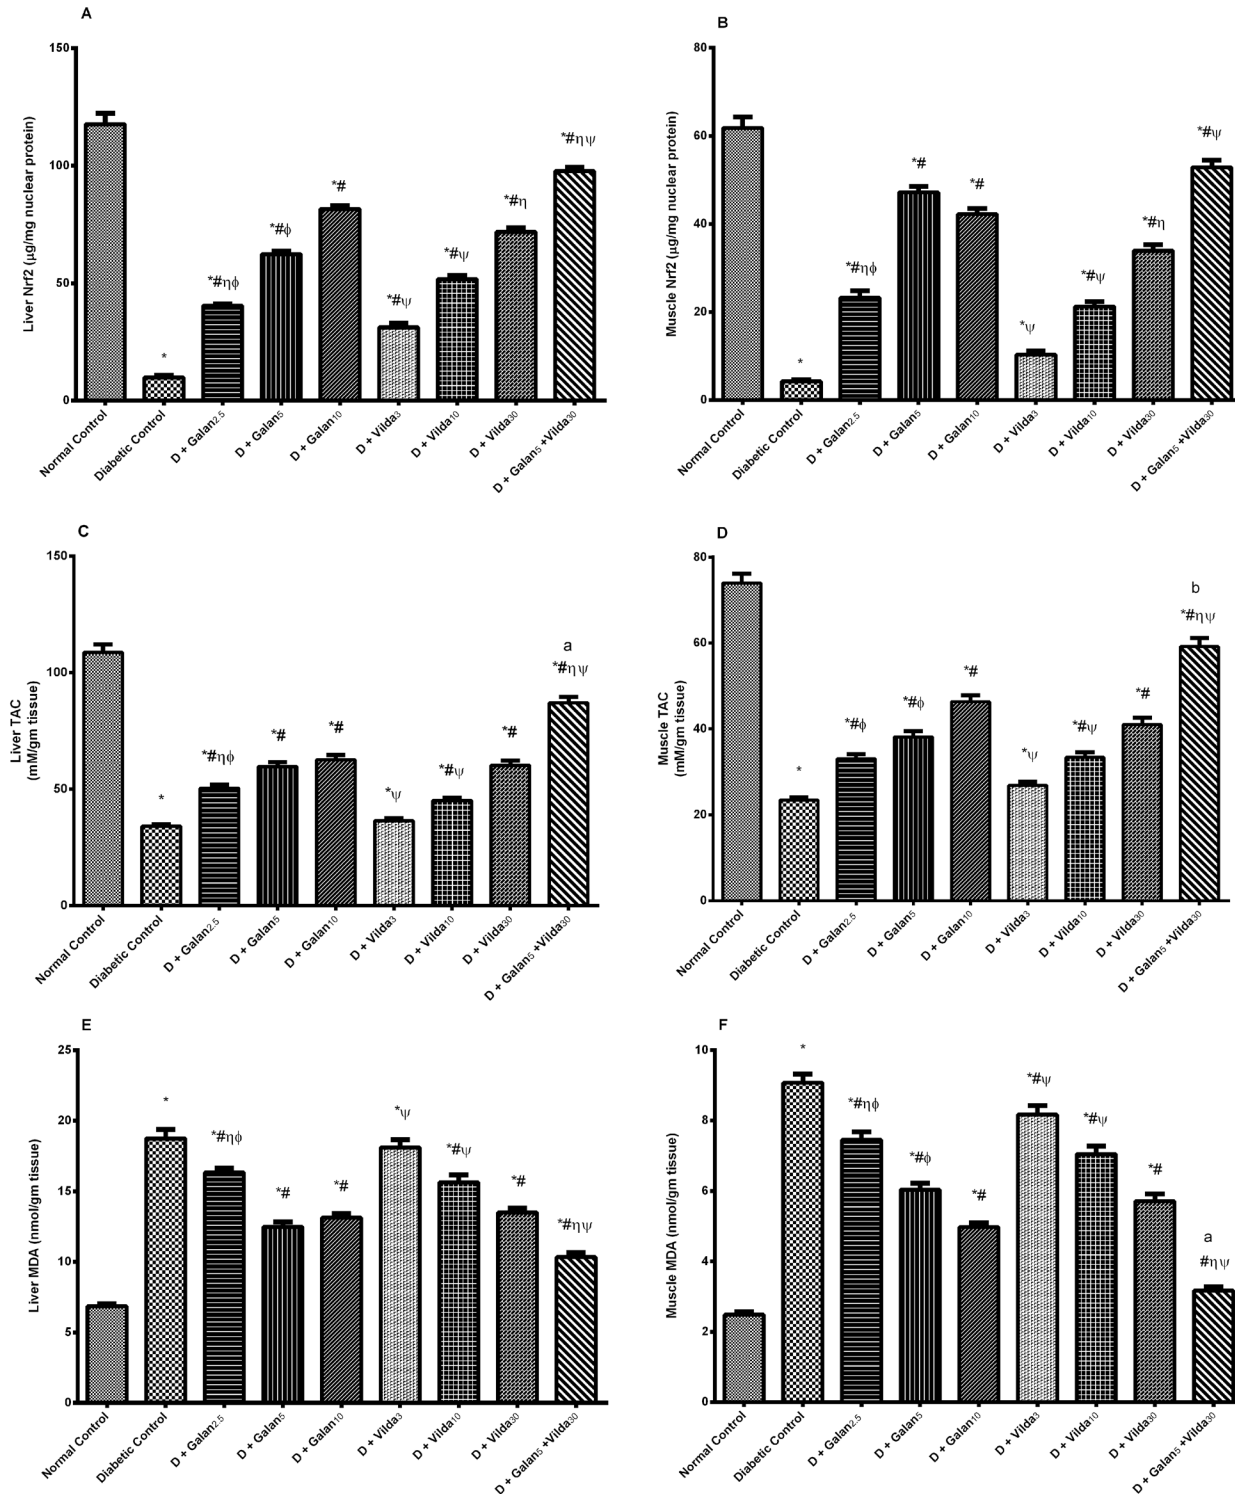 A
Liver Nrf2 (μg/mg nuclear protein)
150
100
50
0
*
*#ηϕ
*#ϕ
*#
*#ψ
*#ψ
*#η
*#ηψ
Normal Control
Diabetic Control
D + Galan2.5
D + Galan5
D + Galan10
D + Vilda3
D + Vilda10
D + Vilda30
D + Galan5 +Vilda30
B
Muscle Nrf2 (μg/mg nuclear protein)
80
60
40
20
0
*
*#ηϕ
*#
*#
*ψ
*#ψ
*#η
*#ψ
Normal Control
Diabetic Control
D + Galan2.5
D + Galan5
D + Galan10
D + Vilda3
D + Vilda10
D + Vilda30
D + Galan5 +Vilda30
C
Liver TAC
(mM/gm tissue)
150
100
50
0
*
*#ηϕ
*#
*#
*ψ
*#ψ
*#
a
*#ηψ
Normal Control
Diabetic Control
D + Galan2.5
D + Galan5
D + Galan10
D + Vilda3
D + Vilda10
D + Vilda30
D + Galan5 +Vilda30
D
Muscle TAC
(mM/gm tissue)
80
60
40
20
0
*
*#ϕ
*#ϕ
*#
*ψ
*#ψ
*#
b
*#ηψ
Normal Control
Diabetic Control
D + Galan2.5
D + Galan5
D + Galan10
D + Vilda3
D + Vilda10
D + Vilda30
D + Galan5 +Vilda30
E
Liver MDA (nmol/gm tissue)
25
20
15
10
5
0
*
*#ηϕ
*#
*#
*ψ
*#ψ
*#
*#ηψ
Normal Control
Diabetic Control
D + Galan2.5
D + Galan5
D + Galan10
D + Vilda3
D + Vilda10
D + Vilda30
D + Galan5 +Vilda30
F
Muscle MDA (nmol/gm tissue)
10
8
6
4
2
0
*
*#ηϕ
*#ϕ
*#
*#ψ
*#ψ
*#
a
#ηψ
Normal Control
Diabetic Control
D + Galan2.5
D + Galan5
D + Galan10
D + Vilda3
D + Vilda10
D + Vilda30
D + Galan5 +Vilda30